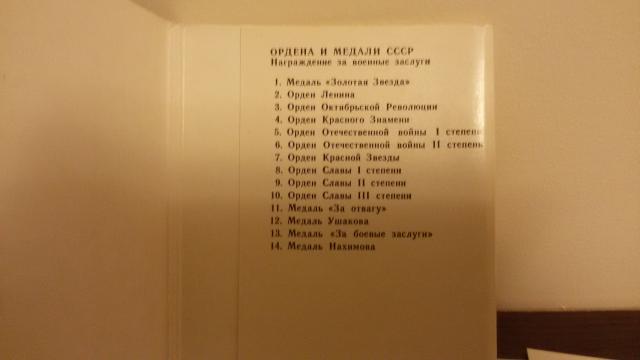 ОРДЕНА И МЕДАЛИ СССР
Награждение за военные заслуги
1. Медаль «Золотая Звезда»
2. Орден Ленина
3. Орден Октябрьской Революции
4. Орден Красного Знамени
5. Орден Отечественной войны I степени
6. Орден Отечественной войны II степени
7. Орден Красной Звезды
8. Орден Славы I степени
9. Орден Славы II степени
10. Орден Славы III степени
11. Медаль «За отвагу»
12. Медаль Ушакова
13. Медаль «За боевые заслуги»
14. Медаль Нахимова